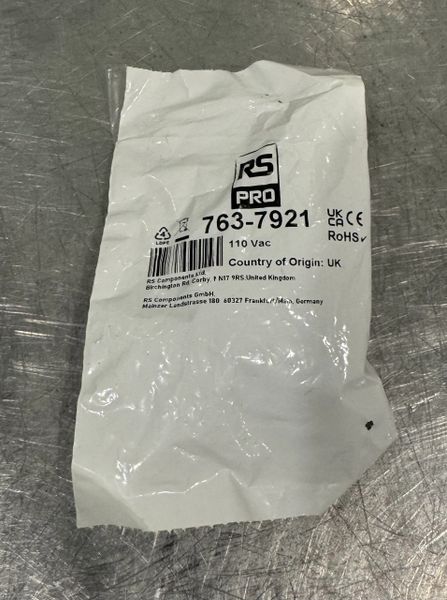 RS
PRO
763-7921
UK
CA CE
RoHS✓
4
LDPE
110 Vac
Country of Origin: UK
RS Components Ltd,
Birchington Rd, Corby, NN17 9RS, United Kingdom
RS Components GmbH,
Mainzer Landstrasse 180, 60327 Frankfurt/Main, Germany